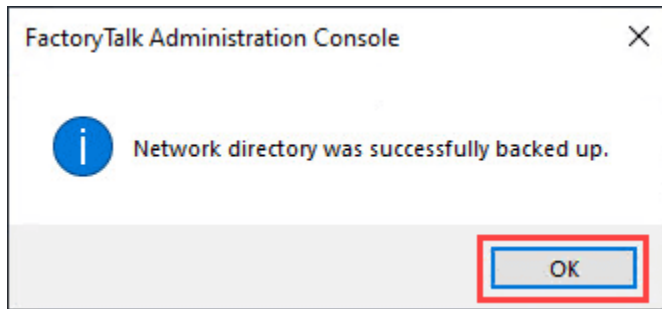 FactoryTalk Administration Console
Network directory was successfully backed up.
OK